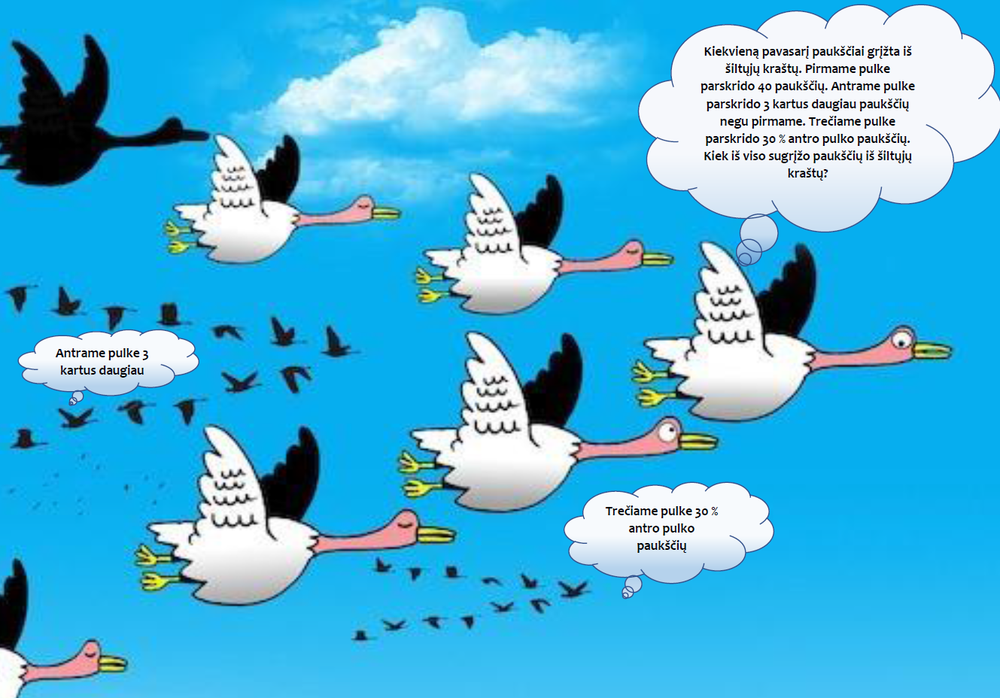 Kiekvieną pavasarį paukščiai grįžta iš
šiltųjų kraštų. Pirmame pulke
parskrido 40 paukščių. Antrame pulke
parskrido 3 kartus daugiau paukščių
negu pirmame. Trečiame pulke
parskrido 30 % antro pulko paukščių.
Kiek iš viso sugrįžo paukščių iš šiltųjų
kraštų?
Antrame pulke 3
kartus daugiau
Trečiame pulke 30 %
antro pulko
paukščių